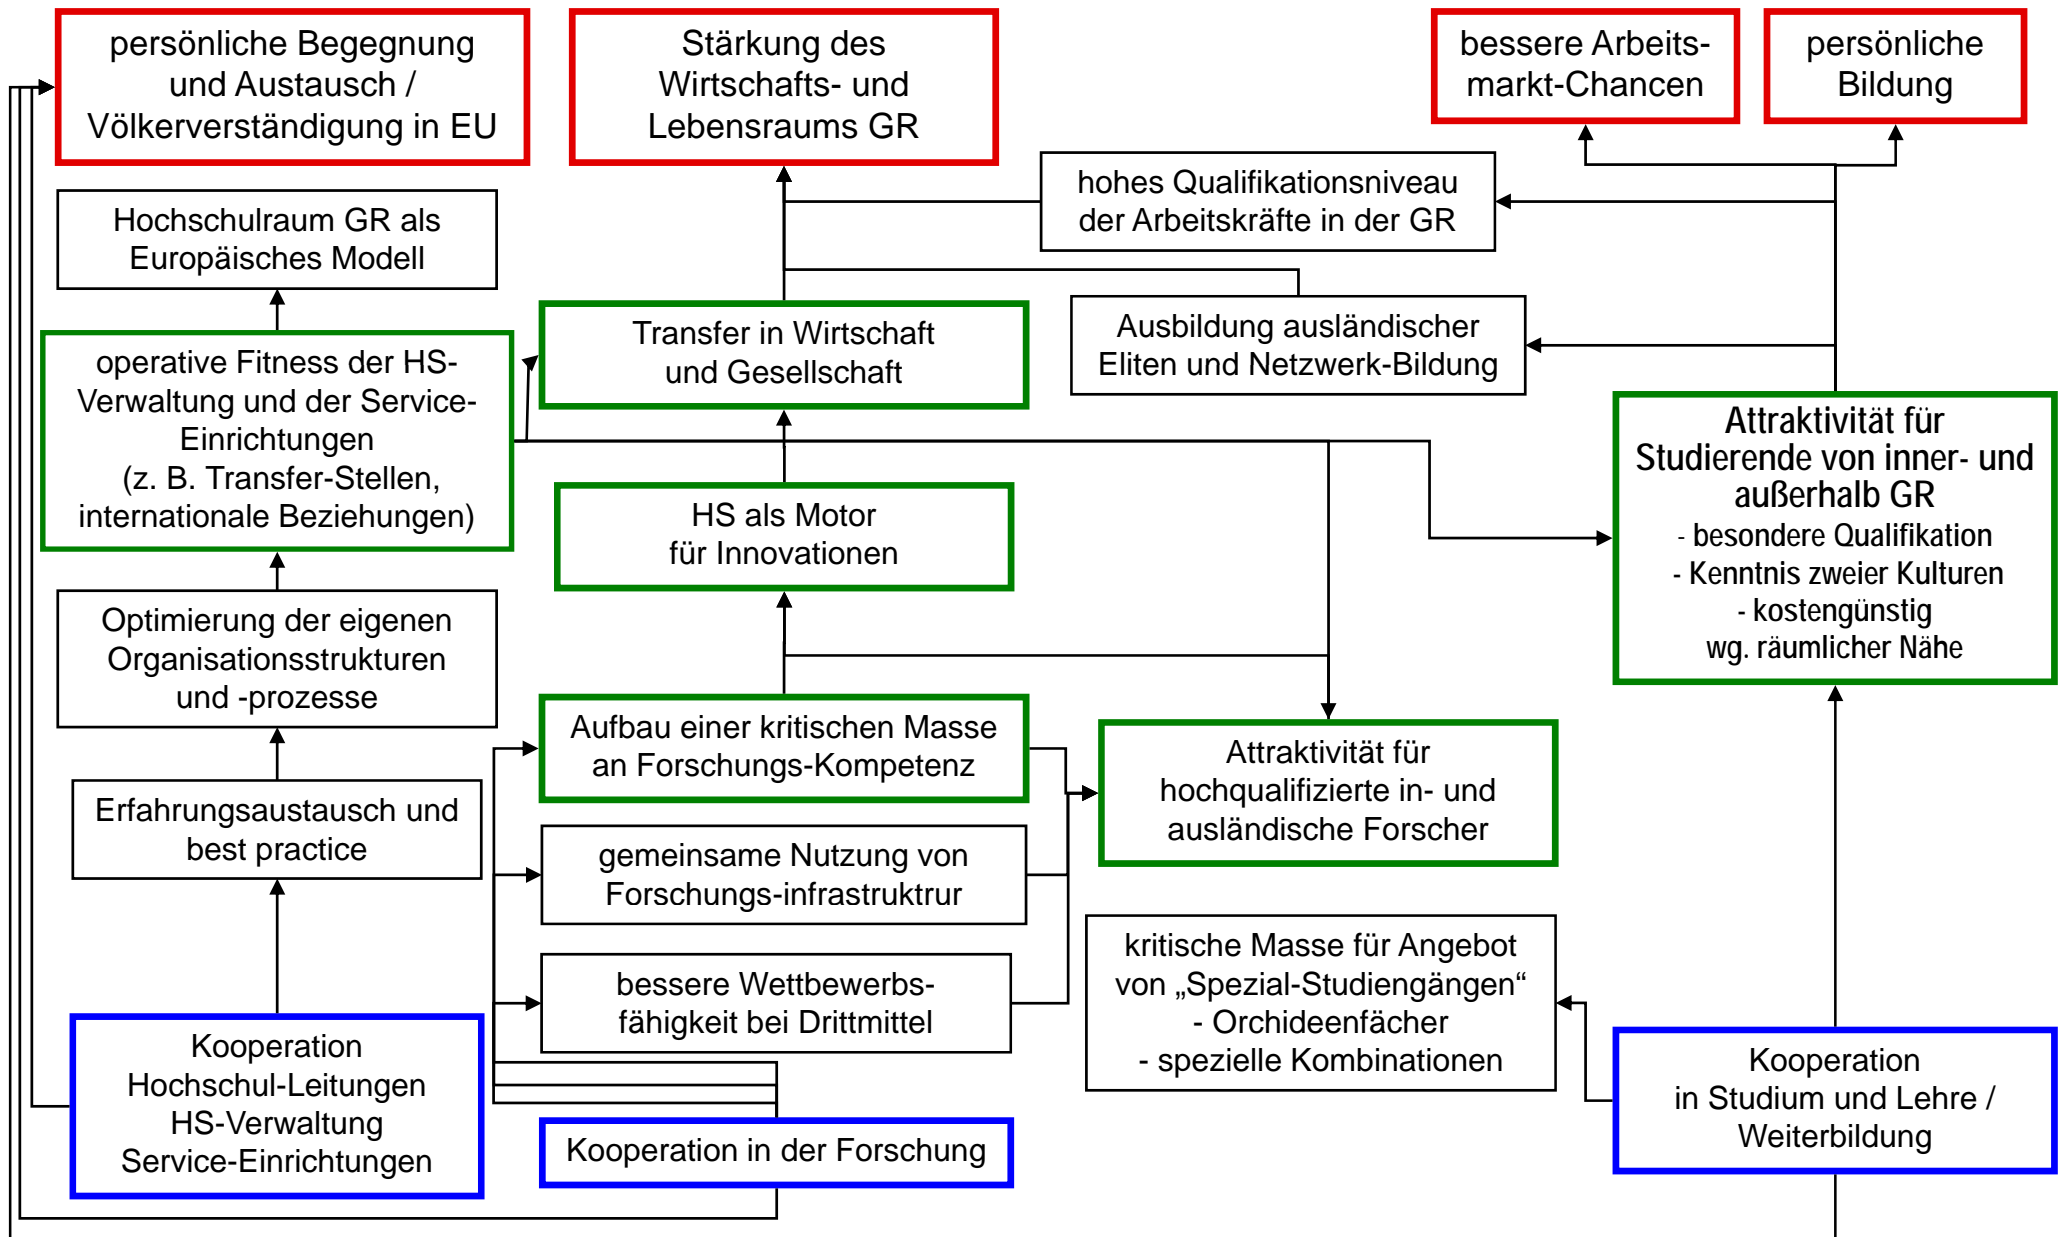 persönliche Begegnung
und Austausch /
Völkerverständigung in EU
Stärkung des
Wirtschafts- und
Lebensraums GR
bessere Arbeits-
markt-Chancen
persönliche
Bildung
hohes Qualifikationsniveau
der Arbeitskräfte in der GR
Hochschulraum GR als
Europäisches Modell
Transfer in Wirtschaft
und Gesellschaft
Ausbildung ausländischer
Eliten und Netzwerk-Bildung
operative Fitness der HS-
Verwaltung und der Service-
Einrichtungen
(z. B. Transfer-Stellen,
internationale Beziehungen)
Attraktivität für
Studierende von inner- und
außerhalb GR
- besondere Qualifikation
- Kenntnis zweier Kulturen
- kostengünstig
wg. räumlicher Nähe
HS als Motor
für Innovationen
Optimierung der eigenen
Organisationsstrukturen
und -prozesse
Aufbau einer kritischen Masse
an Forschungs-Kompetenz
Attraktivität für
hochqualifizierte in- und
ausländische Forscher
Erfahrungsaustausch und
best practice
gemeinsame Nutzung von
Forschungs-infrastruktrur
kritische Masse für Angebot
von „Spezial-Studiengängen“
- Orchideenfächer
- spezielle Kombinationen
bessere Wettbewerbs-
fähigkeit bei Drittmittel
Kooperation
Hochschul-Leitungen
HS-Verwaltung
Service-Einrichtungen
Kooperation in der Forschung
Kooperation
in Studium und Lehre /
Weiterbildung